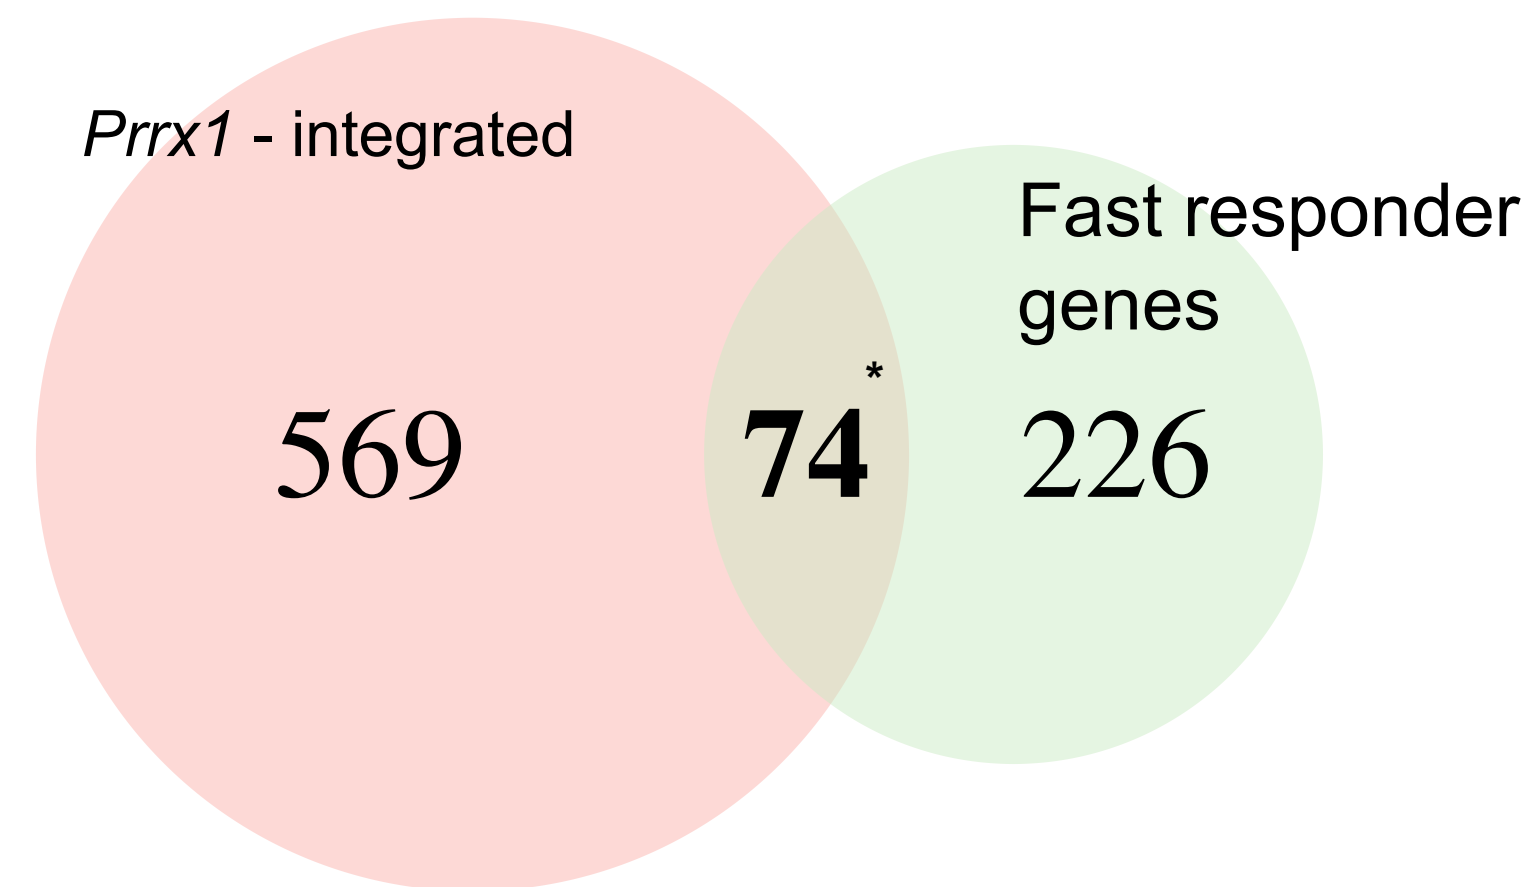 Prrx1 - integrated
Fast responder
genes
569
74*
226